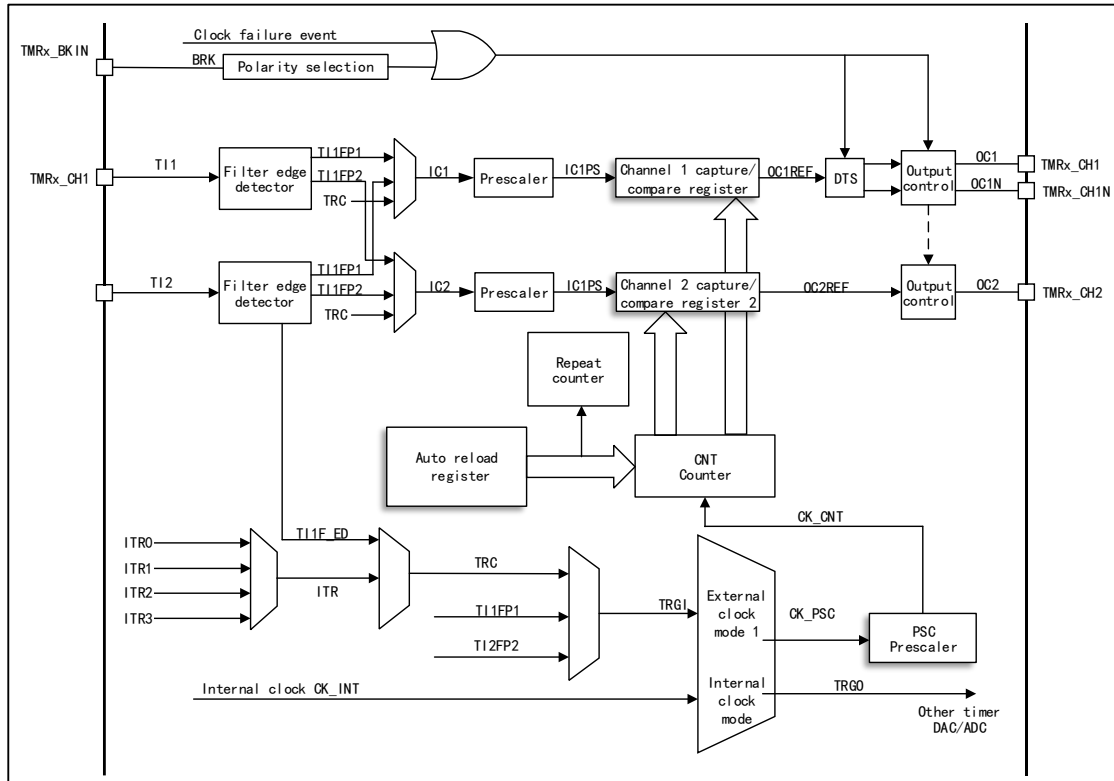 Clock failure event
TMRx_BKIN
BRK
Polarity selection
TI1
TMRx_CH1
Filter edge
detector
TI1FP1
TI1FP2
TRC
IC1
Prescaler
IC1PS
Channel 1 capture/
compare register
OC1REF
DTS
Output
control
OC1
OC1N
TMRx_CH1
TMRx_CH1N
TI2
Filter edge
detector
TI1FP1
TI1FP2
TRC
IC2
Prescaler
IC1PS
Channel 2 capture/
compare register 2
OC2REF
Output
control
OC2
TMRx_CH2
Repeat
counter
Auto reload
register
CNT
Counter
CK_CNT
ITR0
ITR1
ITR2
ITR3
TI1F_ED
ITR
TRC
TI1FP1
TI2FP2
TRGI
External
clock
mode 1
CK_PSC
PSC
Prescaler
Internal clock CK_INT
Internal
clock
mode
TRGO
Other timer
DAC/ADC